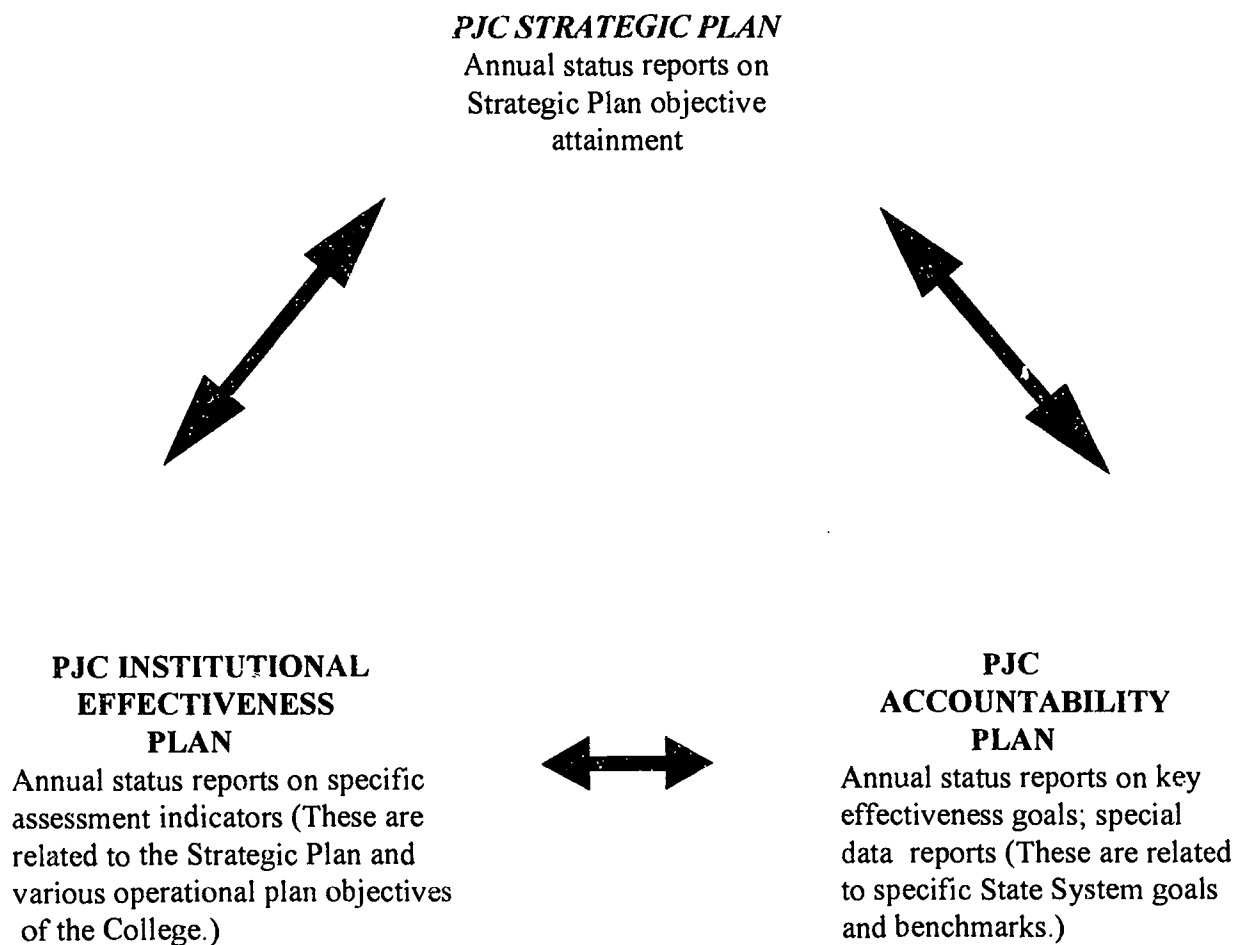 PJC STRATEGIC PLAN
Annual status reports on
Strategic Plan objective
attainment
PJC INSTITUTIONAL
EFFECTIVENESS
PLAN
Annual status reports on specific
assessment indicators (These are
related to the Strategic Plan and
various operational plan objectives
of the College.)
PJC
ACCOUNTABILITY
PLAN
Annual status reports on key
effectiveness goals; special
data reports (These are related
to specific State System goals
and benchmarks.)